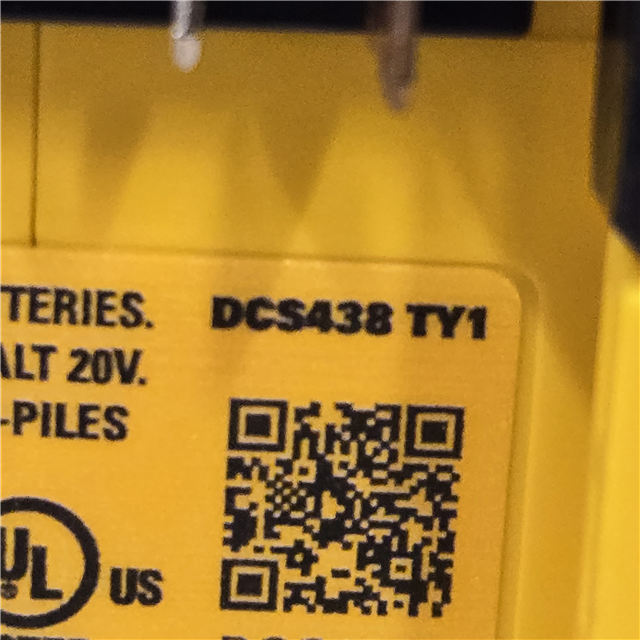 TERIES. DCS438 TY1
ALT 20V.
-PILES
UL US